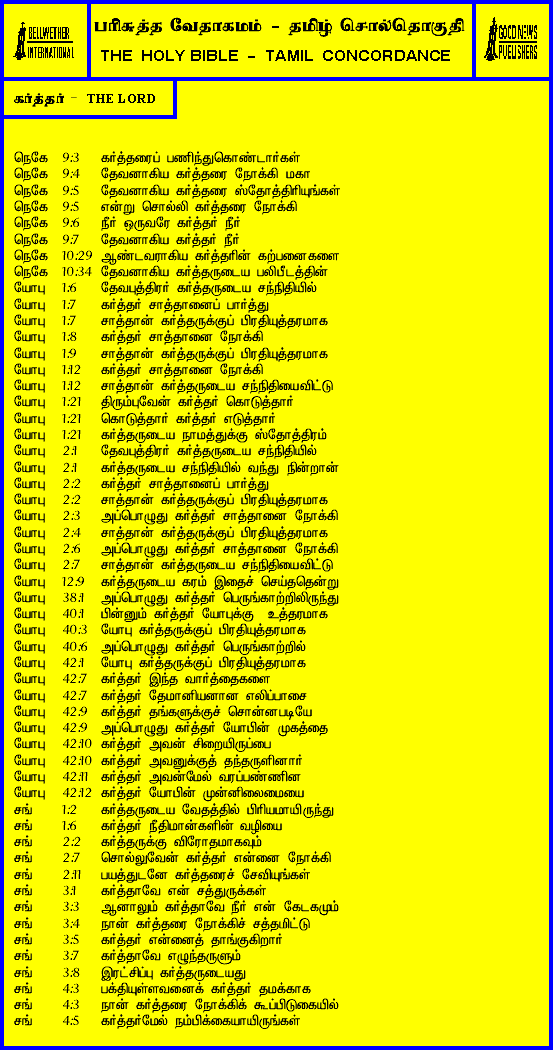 BELLWETHER
INTERNATIONAL
பரிசுத்த வேதாகமம் - தமிழ் சொல்தொகுதி
THE HOLY BIBLE - TAMIL CONCORDANCE
GOOD NEWS
PUBLISHERS
கர்த்தர் - THE LORD
நெகே 9:3 கர்த்தரைப் பணிந்துகொண்டார்கள்
நெகே 9:4 தேவனாகிய கர்த்தரை நோக்கி மகா
நெகே 9:5 தேவனாகிய கர்த்தரை ஸ்தோத்திரியுங்கள்
நெகே 9:5 என்று சொல்லி கர்த்தரை நோக்கி
நெகே 9:6 நீர் ஒருவரே கர்த்தர் நீர்
நெகே 9:7 தேவனாகிய கர்த்தர் நீர்
நெகே 10:29 ஆண்டவராகிய கர்த்தரின் கற்பனைகளை
நெகே 10:34 தேவனாகிய கர்த்தருடைய பலிபீடத்தின்
யோபு 1:6 தேவபுத்திரர் கர்த்தருடைய சந்நிதியில்
யோபு 1:7 கர்த்தர் சாத்தானைப் பார்த்து
யோபு 1:7 சாத்தான் கர்த்தருக்குப் பிரதியுத்தரமாக
யோபு 1:8 கர்த்தர் சாத்தானை நோக்கி
யோபு 1:9 சாத்தான் கர்த்தருக்குப் பிரதியுத்தரமாக
யோபு 1:12 கர்த்தர் சாத்தானை நோக்கி
யோபு 1:12 சாத்தான் கர்த்தருடைய சந்நிதியைவிட்டு
யோபு 1:21 திரும்புவேன் கர்த்தர் கொடுத்தார்
யோபு 1:21 கொடுத்தார் கர்த்தர் எடுத்தார்
யோபு 1:21 கர்த்தருடைய நாமத்துக்கு ஸ்தோத்திரம்
யோபு 2:1 தேவபுத்திரர் கர்த்தருடைய சந்நிதியில்
யோபு 2:1 கர்த்தருடைய சந்நிதியில் வந்து நின்றான்
யோபு 2:2 கர்த்தர் சாத்தானைப் பார்த்து
யோபு 2:2 சாத்தான் கர்த்தருக்குப் பிரதியுத்தரமாக
யோபு 2:3 அப்பொழுது கர்த்தர் சாத்தானை நோக்கி
யோபு 2:4 சாத்தான் கர்த்தருக்குப் பிரதியுத்தரமாக
யோபு 2:6 அப்பொழுது கர்த்தர் சாத்தானை நோக்கி
யோபு 2:7 சாத்தான் கர்த்தருடைய சந்நிதியைவிட்டு
யோபு 12:9 கர்த்தருடைய கரம் இதைச் செய்ததென்று
யோபு 38:1 அப்பொழுது கர்த்தர் பெருங்காற்றிலிருந்து
யோபு 40:1 பின்னும் கர்த்தர் யோபுக்கு உத்தரமாக
யோபு 40:3 யோபு கர்த்தருக்குப் பிரதியுத்தரமாக
யோபு 40:6 அப்பொழுது கர்த்தர் பெருங்காற்றில்
யோபு 42:1 யோபு கர்த்தருக்குப் பிரதியுத்தரமாக
யோபு 42:7 கர்த்தர் இந்த வார்த்தைகளை
யோபு 42:7 கர்த்தர் தேமானியனான எலிப்பாசை
யோபு 42:9 கர்த்தர் தங்களுக்குச் சொன்னபடியே
யோபு 42:9 அப்பொழுது கர்த்தர் யோபின் முகத்தை
யோபு 42:10 கர்த்தர் அவன் சிறையிருப்பை
யோபு 42:10 கர்த்தர் அவனுக்குத் தந்தருளினார்
யோபு 42:11 கர்த்தர் அவன்மேல் வரப்பண்ணின
யோபு 42:12 கர்த்தர் யோபின் முன்னிலைமையை
சங் 1:2 கர்த்தருடைய வேதத்தில் பிரியமாயிருந்து
சங் 1:6 கர்த்தர் நீதிமான்களின் வழியை
சங் 2:2 கர்த்தருக்கு விரோதமாகவும்
சங் 2:7 சொல்லுவேன் கர்த்தர் என்னை நோக்கி
சங் 2:11 பயத்துடனே கர்த்தரைச் சேவியுங்கள்
சங் 3:1 கர்த்தாவே என் சத்துருக்கள்
சங் 3:3 ஆனாலும் கர்த்தாவே நீர் என் கேடகமும்
சங் 3:4 நான் கர்த்தரை நோக்கிச் சத்தமிட்டு
சங் 3:5 கர்த்தர் என்னைத் தாங்குகிறார்
சங் 3:7 கர்த்தாவே எழுந்தருளும்
சங் 3:8 இரட்சிப்பு கர்த்தருடையது
சங் 4:3 பக்தியுள்ளவனைக் கர்த்தர் தமக்காக
சங் 4:3 நான் கர்த்தரை நோக்கிக் கூப்பிடுகையில்
சங் 4:5 கர்த்தர்மேல் நம்பிக்கையாயிருங்கள்